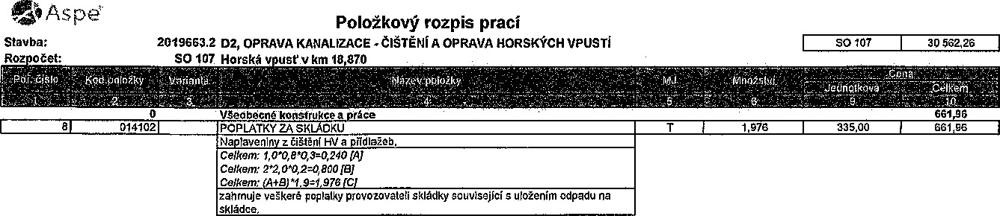 Aspe
Položkový rozpis prací
Stavba: 2019663.2 D2, OPRAVA KANALIZACE - ČIŠTĚNÍ A OPRAVA HORSKÝCH VPUSTÍ SO 107 30 562,26
Rozpočet: SO 107 Horská vpusť v km 18,870
Poř. číslo Kód položky Varianta Název položky MJ Množství Cena
Jednotková Celkem
1 2 3 4 5 6 9 10
0 Všeobecné konstrukce a práce 661,96
8 014102 POPLATKY ZA SKLÁDKU T 1,976 335,00 661,96
Naplaveniny z čištění HV a přídlažeb.
Celkem: 1,0*0,8*0,3=0,240 [A]
Celkem: 2*2,0*0,2=0,800 [B]
Celkem: (A+B)*1,9=1,976 [C]
zahrnuje veškeré poplatky provozovateli skládky související s uložením odpadu na
skládce.